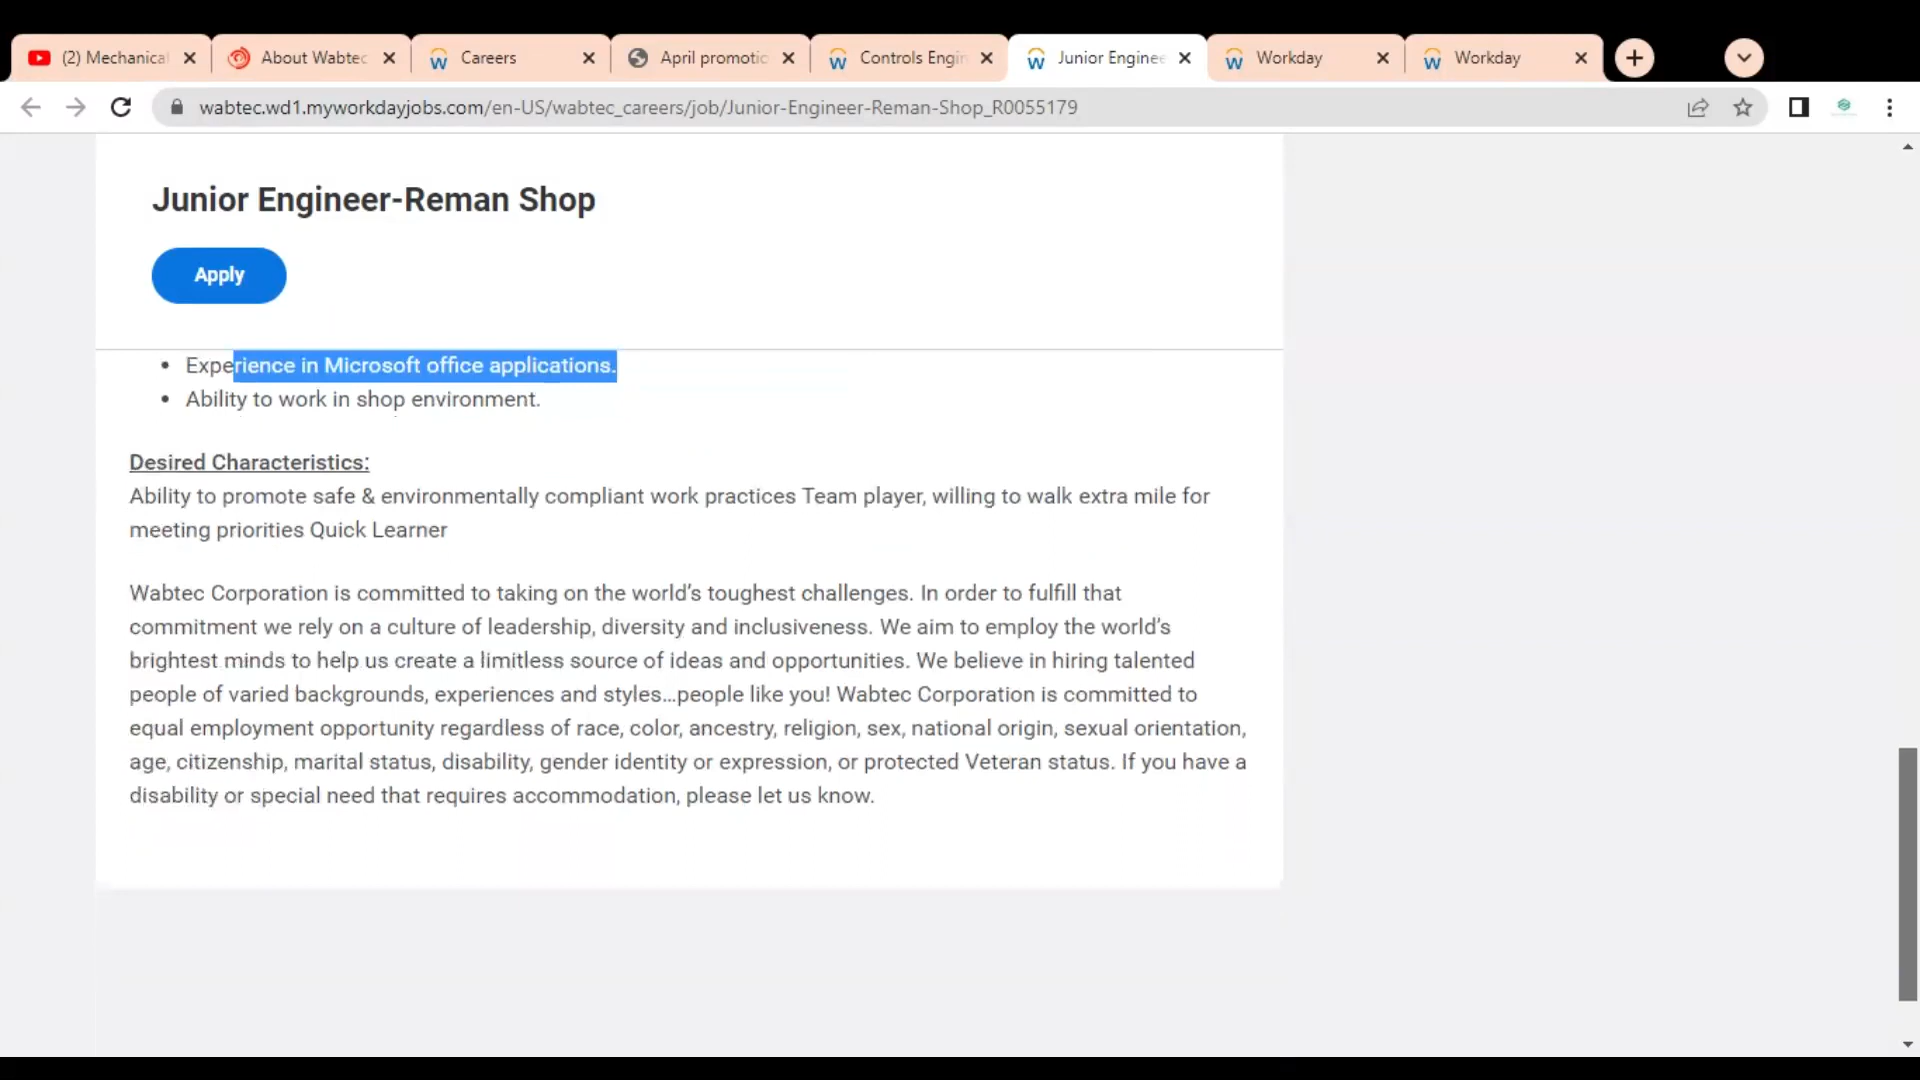 (2) Mechanica
About Wabtec
Careers
April promotio
Controls Engin
Junior Enginee
Workday
Workday
wabtec.wd1.myworkdayjobs.com/en-US/wabtec_careers/job/Junior-Engineer-Reman-Shop_R0055179
Junior Engineer-Reman Shop
Apply
• Experience in Microsoft office applications.
• Ability to work in shop environment.
Desired Characteristics:
Ability to promote safe & environmentally compliant work practices Team player, willing to walk extra mile for
meeting priorities Quick Learner
Wabtec Corporation is committed to taking on the world’s toughest challenges. In order to fulfill that
commitment we rely on a culture of leadership, diversity and inclusiveness. We aim to employ the world’s
brightest minds to help us create a limitless source of ideas and opportunities. We believe in hiring talented
people of varied backgrounds, experiences and styles…people like you! Wabtec Corporation is committed to
equal employment opportunity regardless of race, color, ancestry, religion, sex, national origin, sexual orientation,
age, citizenship, marital status, disability, gender identity or expression, or protected Veteran status. If you have a
disability or special need that requires accommodation, please let us know.